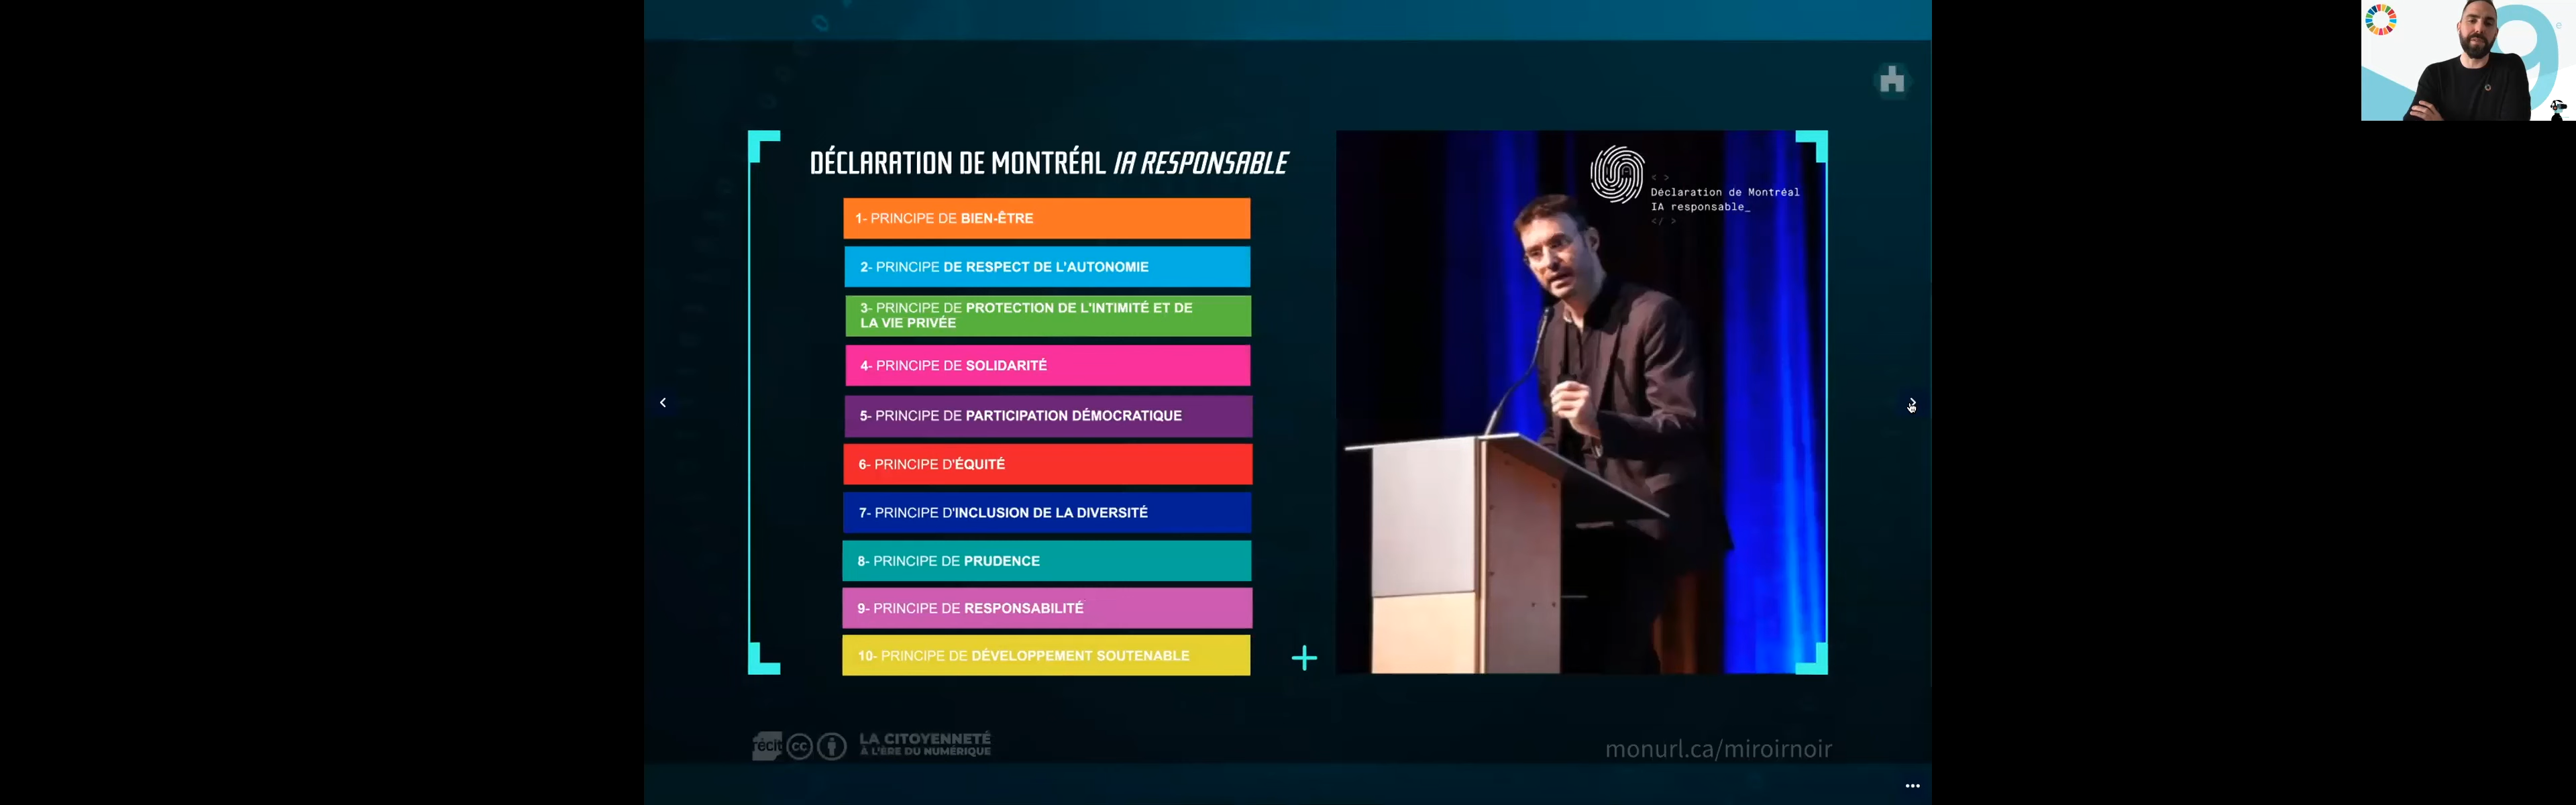 DÉCLARATION DE MONTRÉAL IA RESPONSABLE
1- PRINCIPE DE BIEN-ÊTRE
2- PRINCIPE DE RESPECT DE L'AUTONOMIE
3- PRINCIPE DE PROTECTION DE L'INTIMITÉ ET DE
LA VIE PRIVÉE
4- PRINCIPE DE SOLIDARITÉ
5- PRINCIPE DE PARTICIPATION DÉMOCRATIQUE
6- PRINCIPE D'ÉQUITÉ
7- PRINCIPE D'INCLUSION DE LA DIVERSITÉ
8- PRINCIPE DE PRUDENCE
9- PRINCIPE DE RESPONSABILITÉ
10- PRINCIPE DE DÉVELOPPEMENT SOUTENABLE
< >
Déclaration de Montréal
IA responsable_
</ >
récit
cc
LA CITOYENNETÉ
À L'ÈRE DU NUMÉRIQUE
monurl.ca/miroirnoir
9